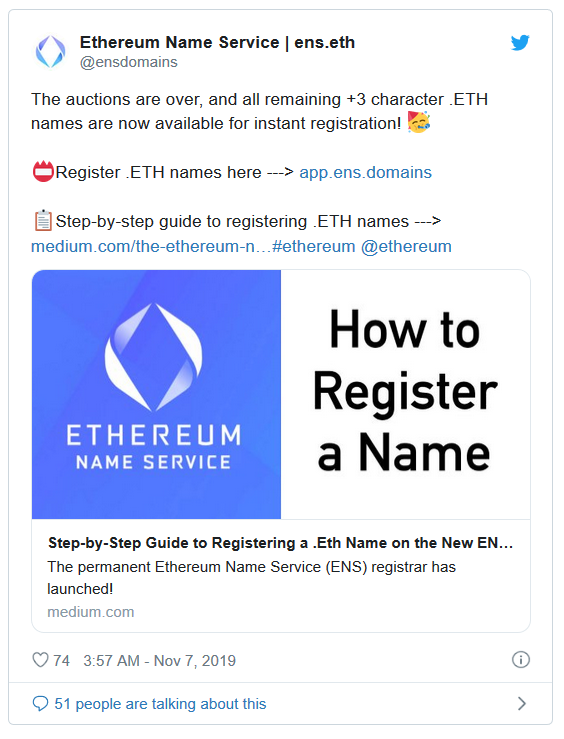 Ethereum Name Service | ens.eth
@ensdomains
The auctions are over, and all remaining +3 character .ETH
names are now available for instant registration! 🥳
📛Register .ETH names here ---> app.ens.domains
📋Step-by-step guide to registering .ETH names --->
medium.com/the-ethereum-n…#ethereum @ethereum
ETHEREUM
NAME SERVICE
How to
Register
a Name
Step-by-Step Guide to Registering a .Eth Name on the New EN…
The permanent Ethereum Name Service (ENS) registrar has
launched!
medium.com
74 3:57 AM - Nov 7, 2019
51 people are talking about this